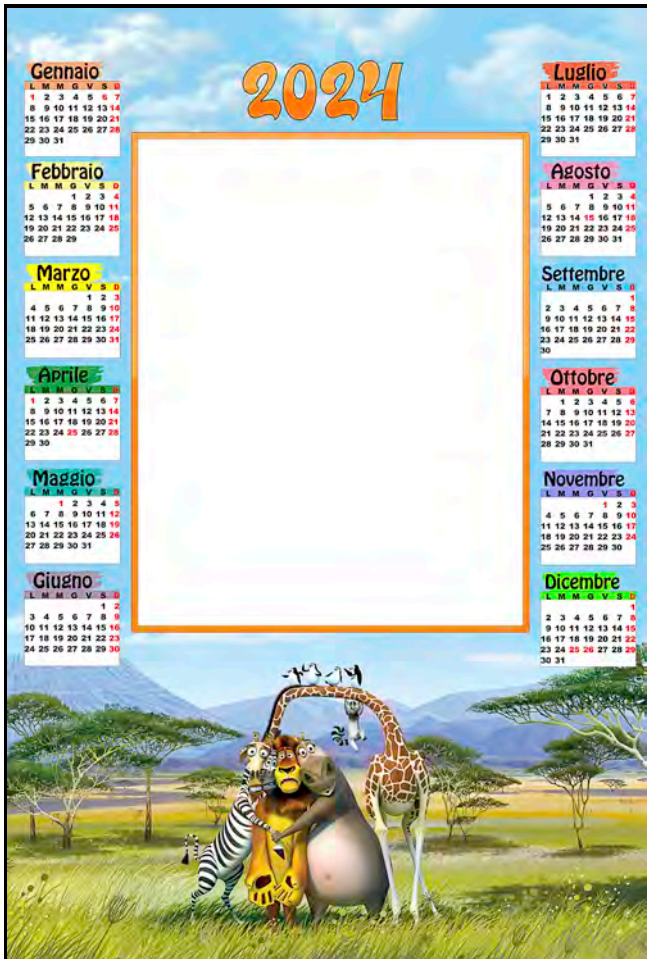 2024
Gennaio
L M M G V S D
1 2 3 4 5 6 7
8 9 10 11 12 13 14
15 16 17 18 19 20 21
22 23 24 25 26 27 28
29 30 31
Febbraio
L M M G V S D
1 2 3 4
5 6 7 8 9 10 11
12 13 14 15 16 17 18
19 20 21 22 23 24 25
26 27 28 29
Marzo
L M M G V S D
1 2 3
4 5 6 7 8 9 10
11 12 13 14 15 16 17
18 19 20 21 22 23 24
25 26 27 28 29 30 31
Aprile
L M M G V S D
1 2 3 4 5 6 7
8 9 10 11 12 13 14
15 16 17 18 19 20 21
22 23 24 25 26 27 28
29 30
Maggio
L M M G V S D
1 2 3 4 5
6 7 8 9 10 11 12
13 14 15 16 17 18 19
20 21 22 23 24 25 26
27 28 29 30 31
Giugno
L M M G V S D
1 2
3 4 5 6 7 8 9
10 11 12 13 14 15 16
17 18 19 20 21 22 23
24 25 26 27 28 29 30
Luglio
L M M G V S D
1 2 3 4 5 6 7
8 9 10 11 12 13 14
15 16 17 18 19 20 21
22 23 24 25 26 27 28
29 30 31
Agosto
L M M G V S D
1 2 3 4
5 6 7 8 9 10 11
12 13 14 15 16 17 18
19 20 21 22 23 24 25
26 27 28 29 30 31
Settembre
L M M G V S D
1
2 3 4 5 6 7 8
9 10 11 12 13 14 15
16 17 18 19 20 21 22
23 24 25 26 27 28 29
30
Ottobre
L M M G V S D
1 2 3 4 5 6
7 8 9 10 11 12 13
14 15 16 17 18 19 20
21 22 23 24 25 26 27
28 29 30 31
Novembre
L M M G V S D
1 2 3
4 5 6 7 8 9 10
11 12 13 14 15 16 17
18 19 20 21 22 23 24
25 26 27 28 29 30
Dicembre
L M M G V S D
1
2 3 4 5 6 7 8
9 10 11 12 13 14 15
16 17 18 19 20 21 22
23 24 25 26 27 28 29
30 31